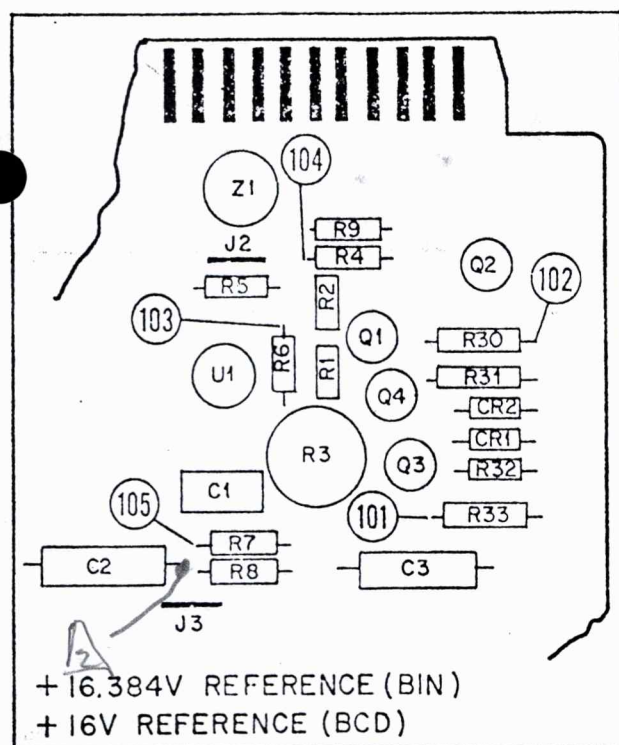 104
Z1
R9
J2
R4
Q2
102
R5
R2
103
Q1
R30
R6
U1
R1
R31
Q4
CR2
R3
CR1
Q3
R32
C1
105
101
R33
R7
C2
R8
C3
J3
2
+16.384V REFERENCE (BIN)
+16V REFERENCE (BCD)